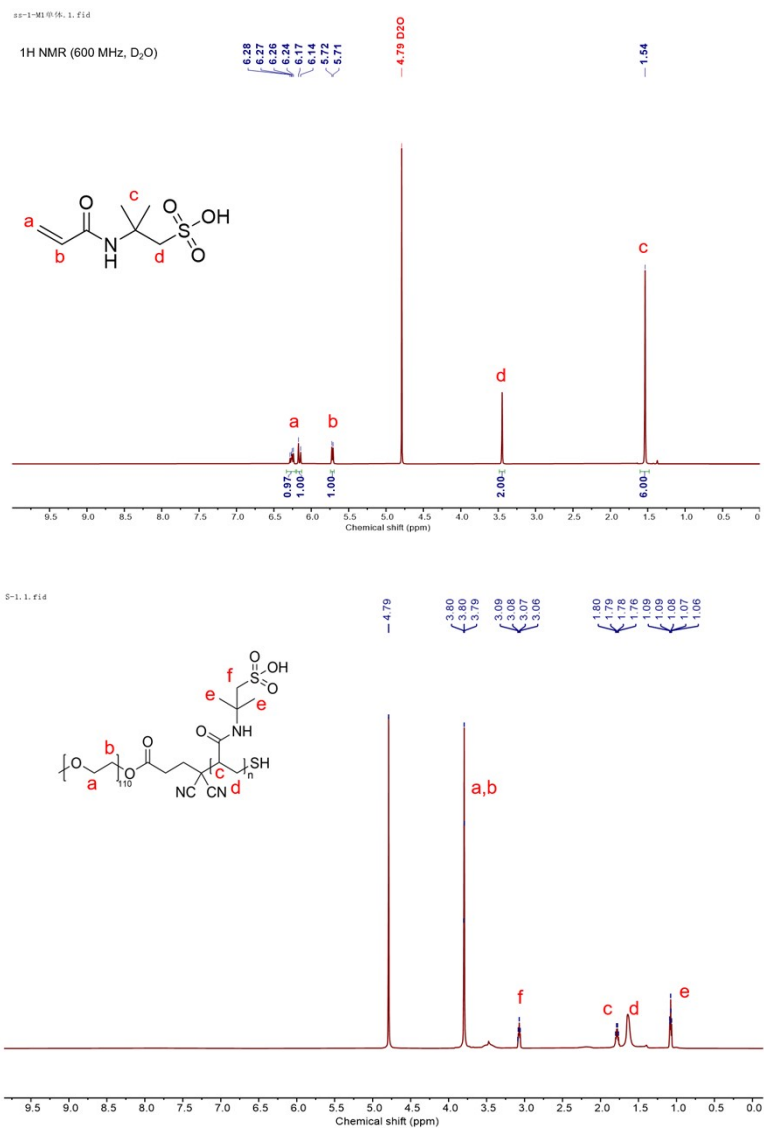 ss-1-M1单体.1.fid
1H NMR (600 MHz, D2O)
6.28
6.27
6.26
6.24
6.17
6.14
5.72
5.71
4.79 D2O
1.54
a
b
O
N
H
c
d
O
S
OH
O
a
b
d
c
0.97
1.00
1.00
2.00
6.00
9.5 9.0 8.5 8.0 7.5 7.0 6.5 6.0 5.5 5.0 4.5 4.0 3.5 3.0 2.5 2.0 1.5 1.0 0.5 0
Chemical shift (ppm)
S-1.1.fid
4.79
3.80
3.80
3.79
3.09
3.08
3.07
3.06
1.80
1.79
1.78
1.76
1.09
1.09
1.08
1.07
1.06
O
f S OH
e O
e
O NH
b O
O O
a 110
c n SH
NC CN d
a,b
f
c
d
e
9.5 9.0 8.5 8.0 7.5 7.0 6.5 6.0 5.5 5.0 4.5 4.0 3.5 3.0 2.5 2.0 1.5 1.0 0.5 0.0
Chemical shift (ppm)